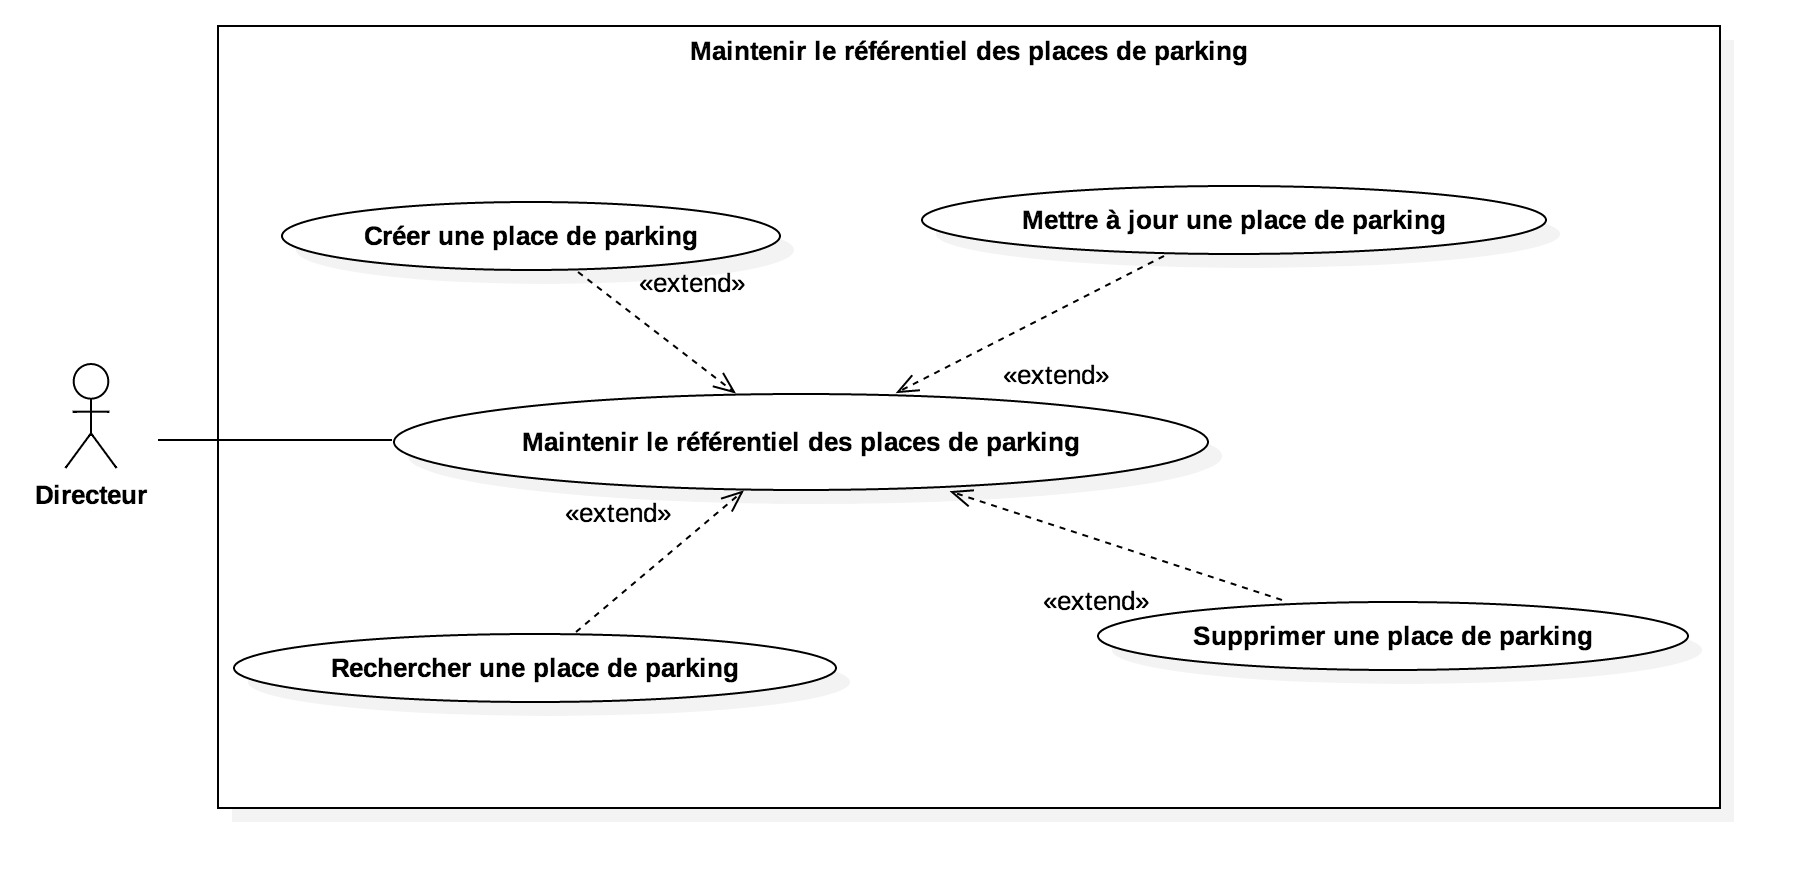 Maintenir le référentiel des places de parking
Créer une place de parking
Mettre à jour une place de parking
«extend»
«extend»
Maintenir le référentiel des places de parking
Directeur
«extend»
«extend»
Rechercher une place de parking
Supprimer une place de parking